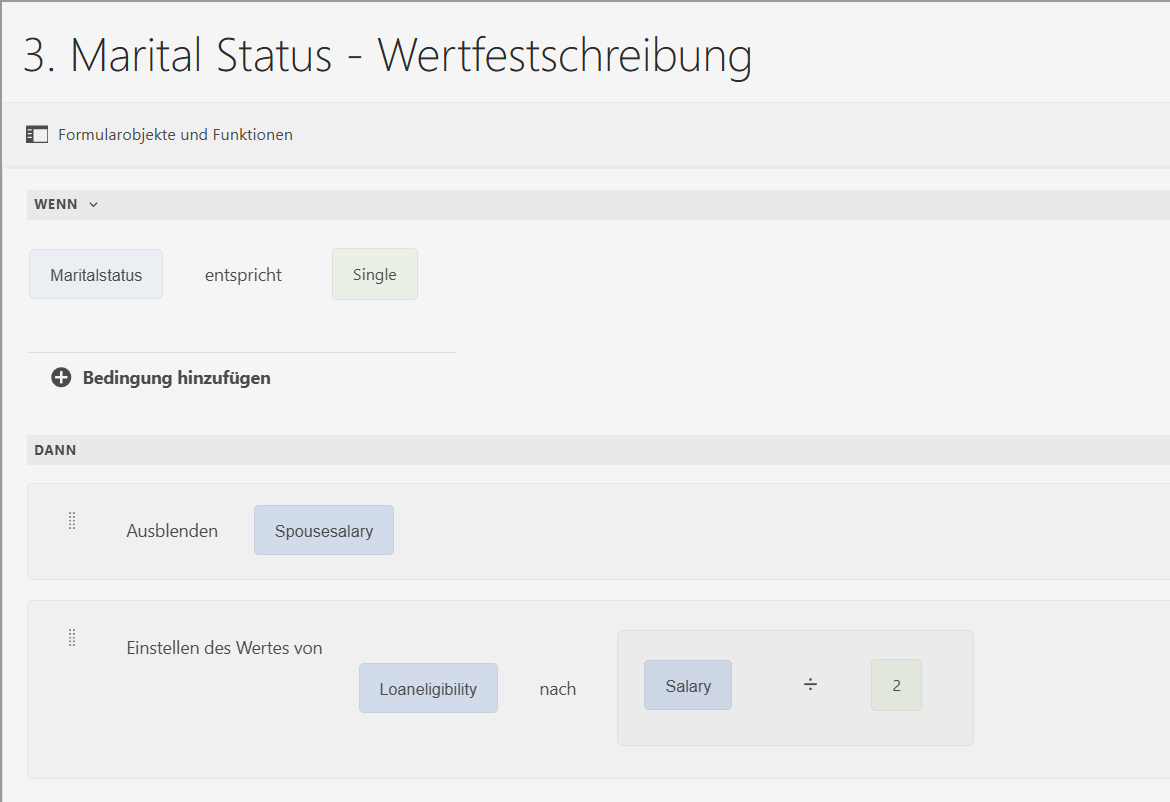 3. Marital Status - Wertfestschreibung
Formularobjekte und Funktionen
WENN
Maritalstatus entspricht Single
Bedingung hinzufügen
DANN
Ausblenden Spousesalary
Einstellen des Wertes von
Loaneligibility nach Salary ÷ 2